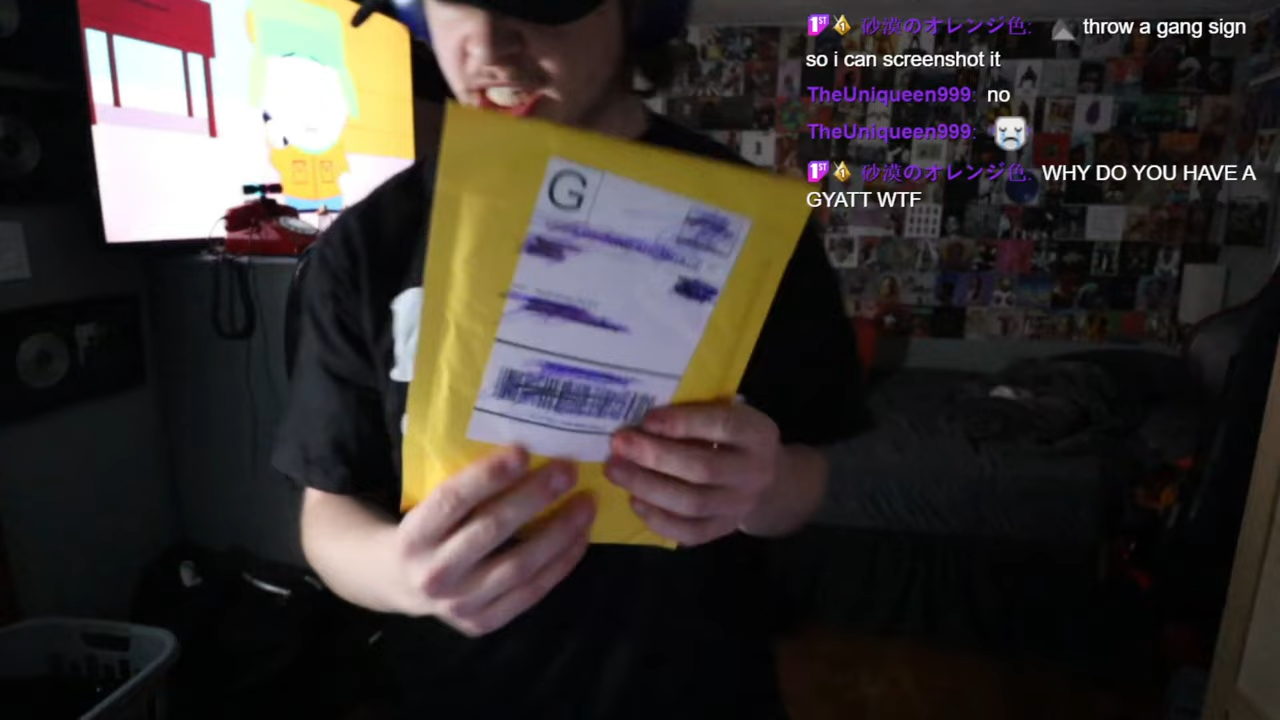 砂漠のオレンジ色: throw a gang sign
so i can screenshot it
TheUniqueen999: no
TheUniqueen999:
砂漠のオレンジ色: WHY DO YOU HAVE A
GYATT WTF
G